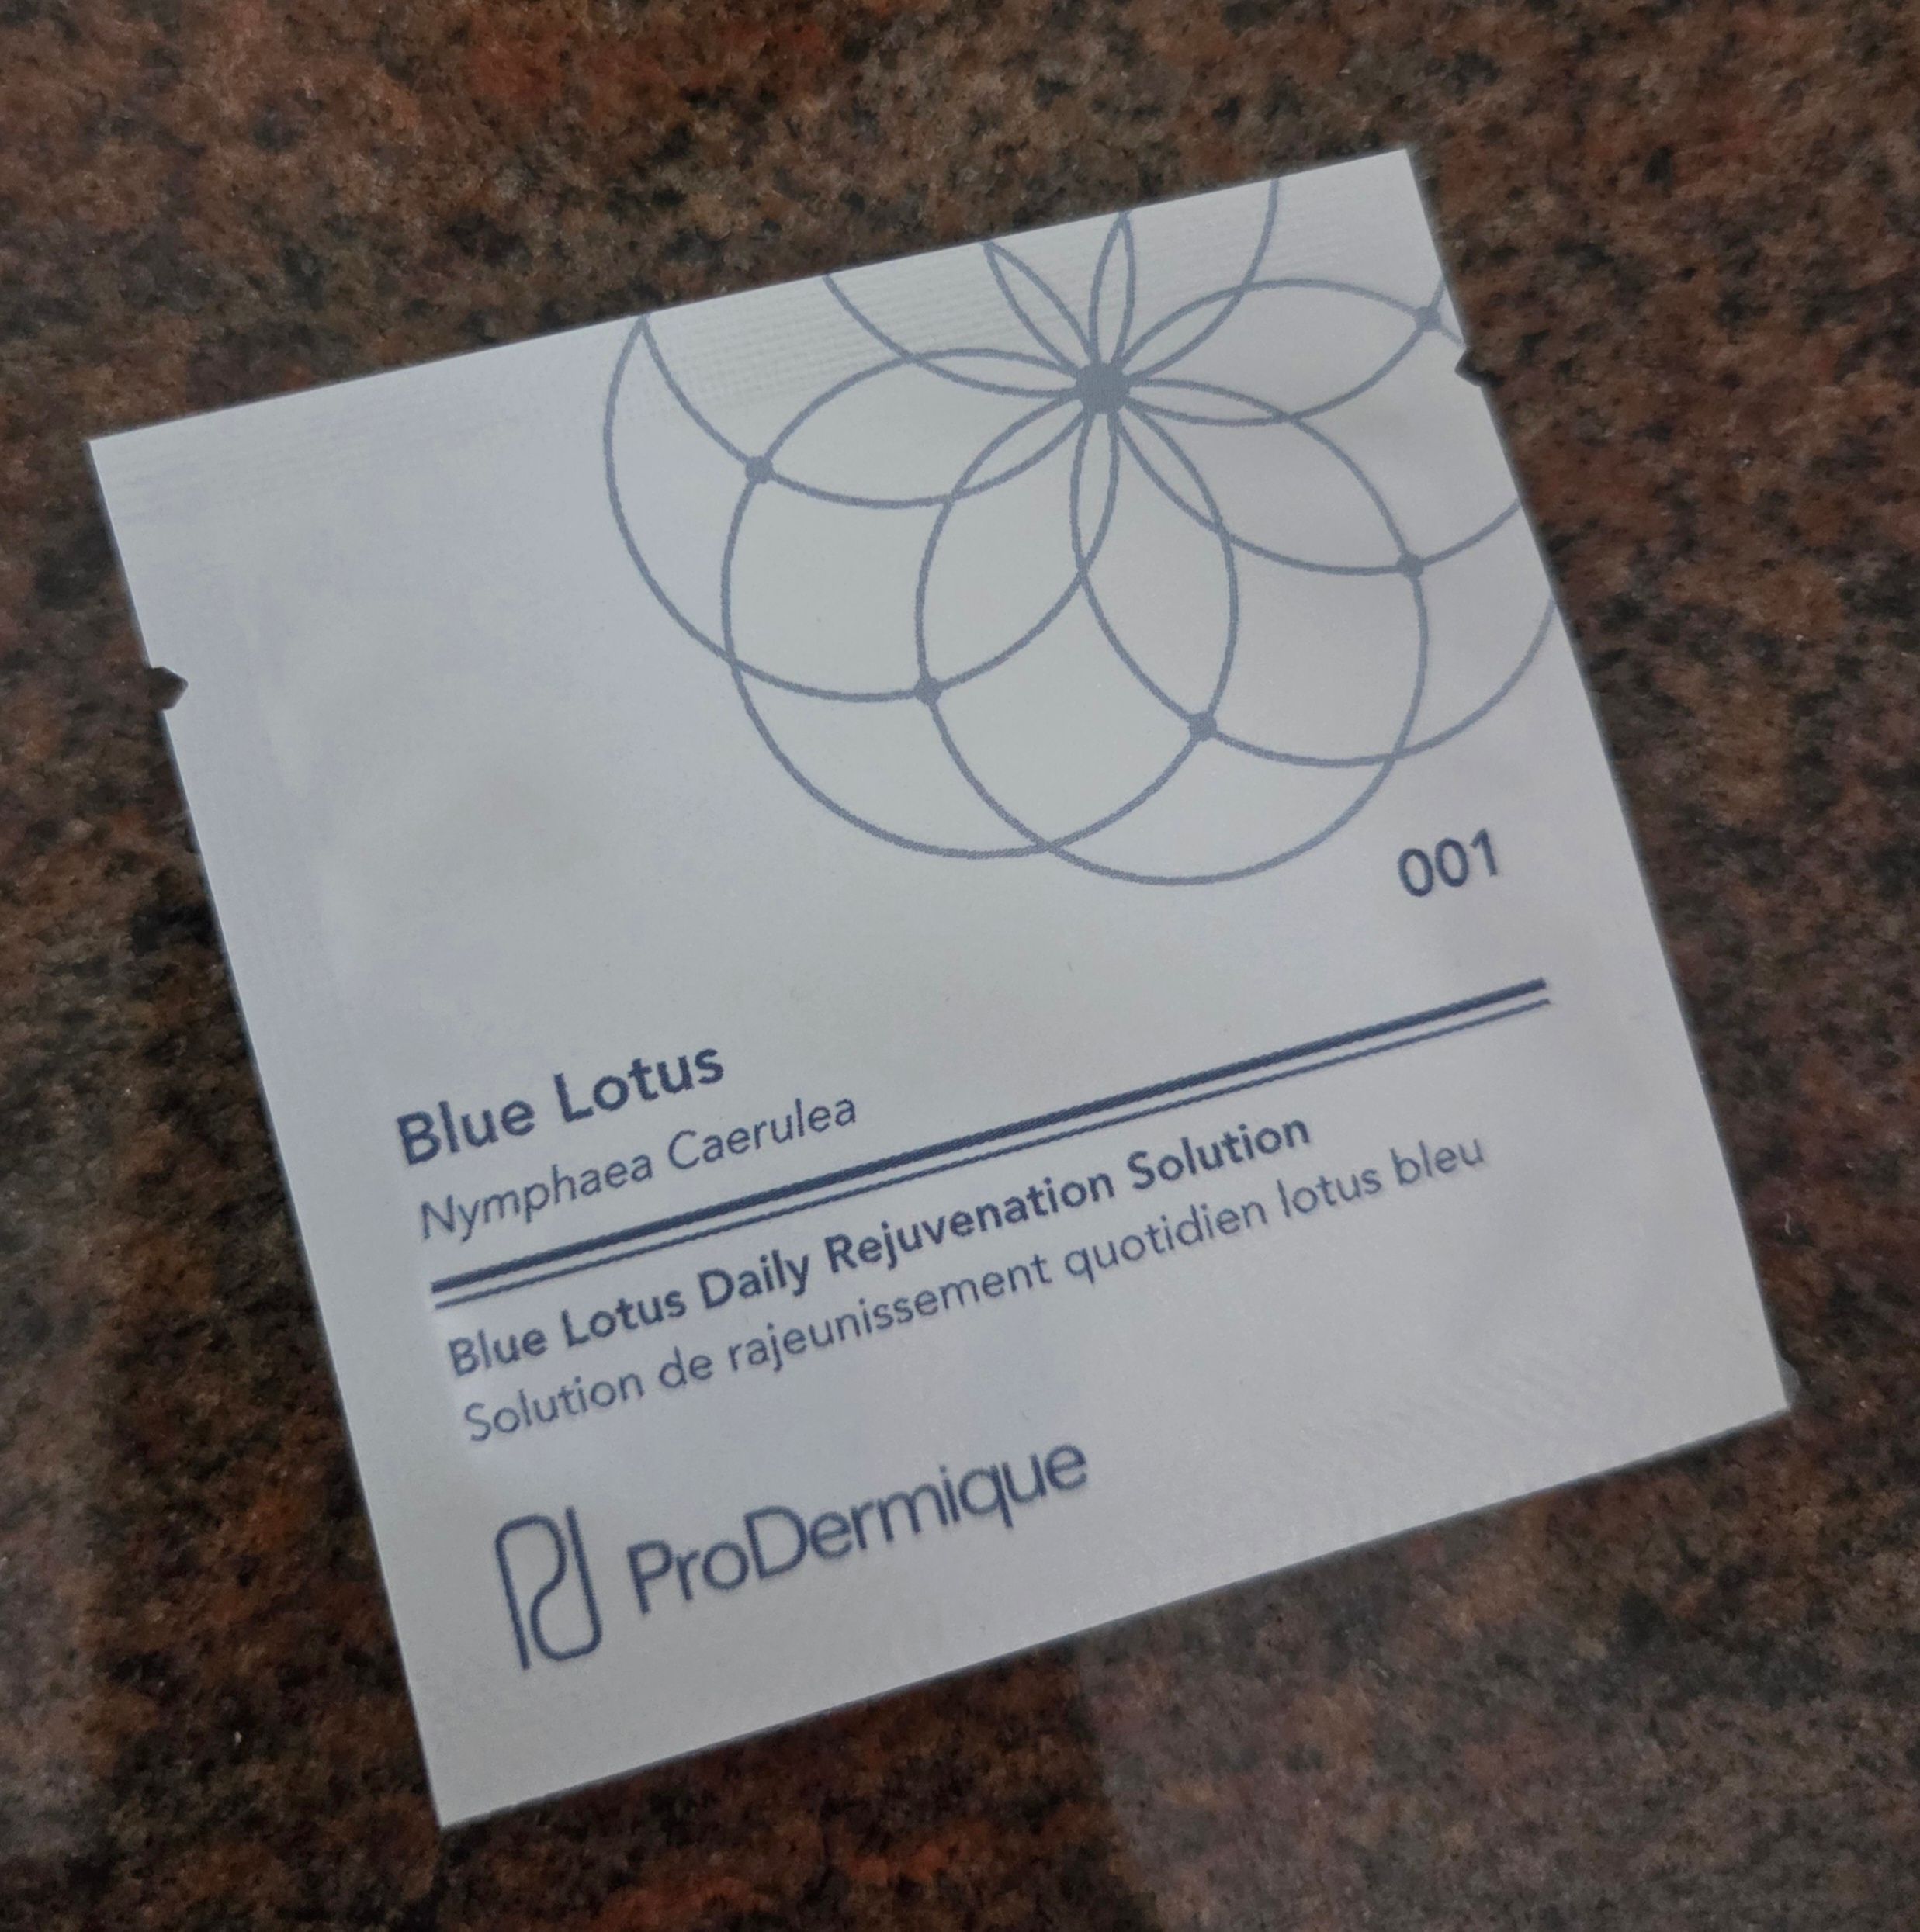 001
Blue Lotus
Nymphaea Caerulea
Blue Lotus Daily Rejuvenation Solution
Solution de rajeunissement quotidien lotus bleu
ProDermique